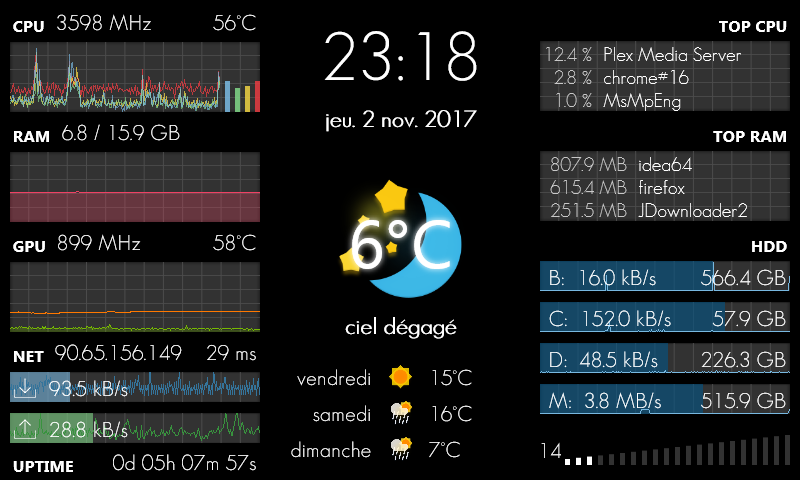 CPU 3598 MHz 56°C
RAM 6.8 / 15.9 GB
GPU 899 MHz 58°C
NET 90.65.156.149 29 ms
93.5 kB/s
28.8 kB/s
UPTIME 0d 05h 07m 57s
23:18
jeu. 2 nov. 2017
6°C
ciel dégagé
vendredi 15°C
samedi 16°C
dimanche 7°C
TOP CPU
12.4 % Plex Media Server
2.8 % chrome#16
1.0 % MsMpEng
TOP RAM
807.9 MB idea64
615.4 MB firefox
251.5 MB JDownloader2
HDD
B: 16.0 kB/s 566.4 GB
C: 152.0 kB/s 57.9 GB
D: 48.5 kB/s 226.3 GB
M: 3.8 MB/s 515.9 GB
14